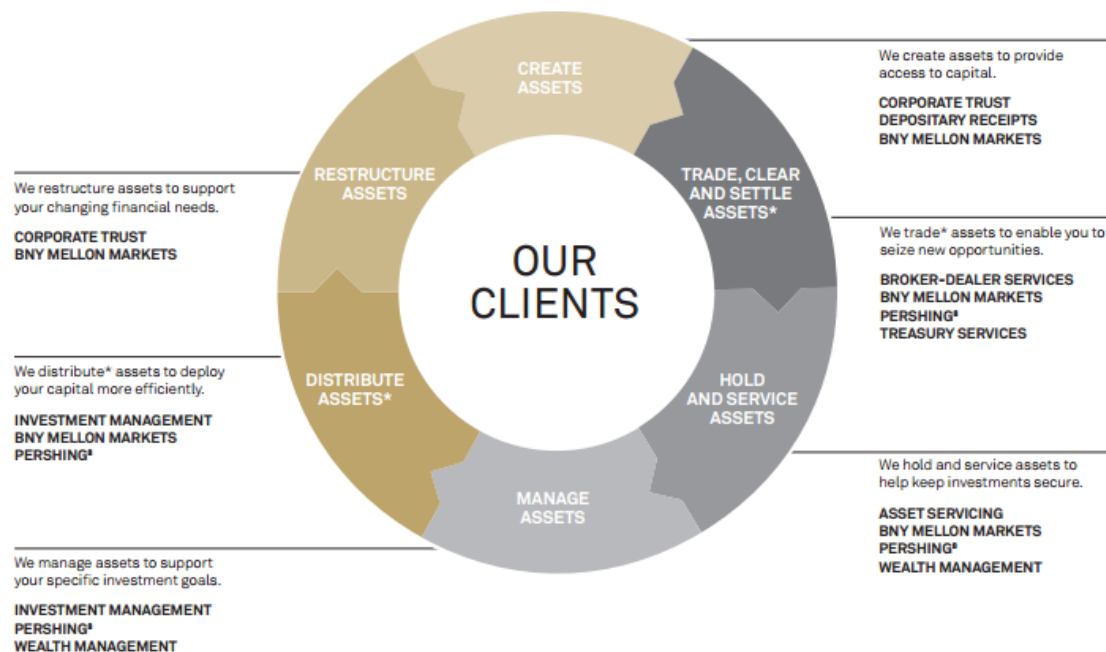 CREATE
ASSETS
We create assets to provide
access to capital.
CORPORATE TRUST
DEPOSITARY RECEIPTS
BNY MELLON MARKETS
TRADE, CLEAR
AND SETTLE
ASSETS*
We trade* assets to enable you to
seize new opportunities.
BROKER-DEALER SERVICES
BNY MELLON MARKETS
PERSHING®
TREASURY SERVICES
HOLD
AND SERVICE
ASSETS
We hold and service assets to
help keep investments secure.
ASSET SERVICING
BNY MELLON MARKETS
PERSHING®
WEALTH MANAGEMENT
MANAGE
ASSETS
We manage assets to support
your specific investment goals.
INVESTMENT MANAGEMENT
PERSHING®
WEALTH MANAGEMENT
DISTRIBUTE
ASSETS*
We distribute* assets to deploy
your capital more efficiently.
INVESTMENT MANAGEMENT
BNY MELLON MARKETS
PERSHING®
RESTRUCTURE
ASSETS
We restructure assets to support
your changing financial needs.
CORPORATE TRUST
BNY MELLON MARKETS
OUR
CLIENTS